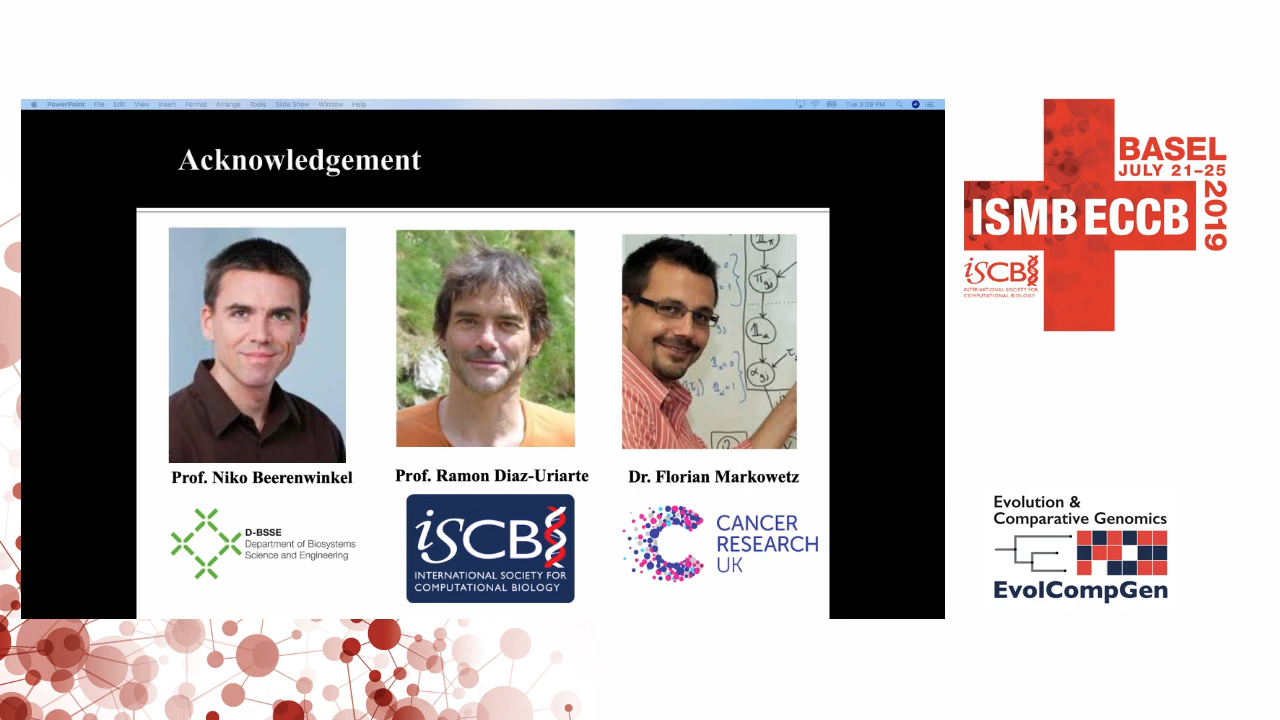 PowerPoint File Edit View Insert Format Arrange Tools Slide Show Window Help
Tue 3:39 PM
Acknowledgement
Prof. Niko Beerenwinkel
Prof. Ramon Diaz-Uriarte
Dr. Florian Markowetz
D-BSSE
Department of Biosystems
Science and Engineering
iSCB
INTERNATIONAL SOCIETY FOR
COMPUTATIONAL BIOLOGY
CANCER
RESEARCH
UK
BASEL
JULY 21–25
2019
ISMB ECCB
iSCB
INTERNATIONAL SOCIETY FOR
COMPUTATIONAL BIOLOGY
Evolution &
Comparative Genomics
EvolCompGen